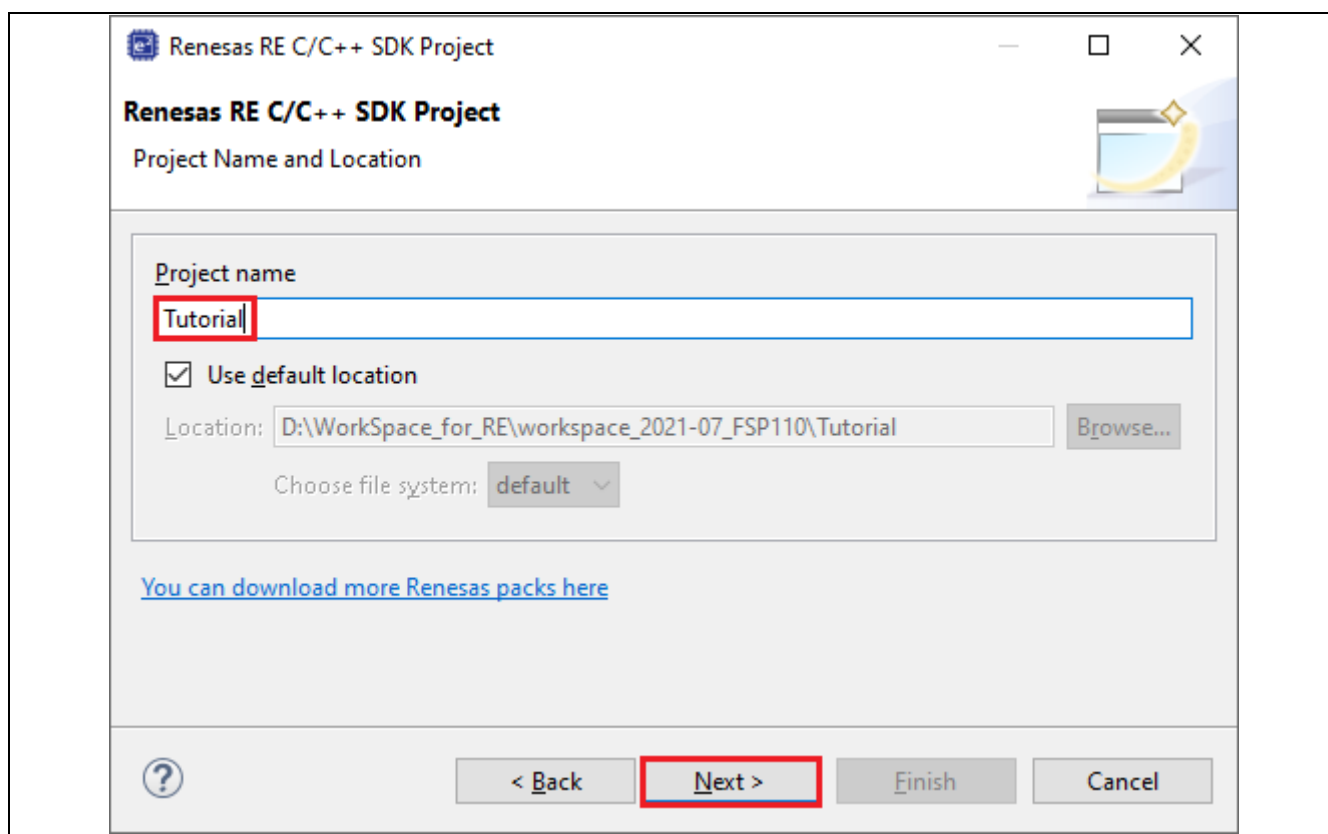 Renesas RE C/C++ SDK Project
Renesas RE C/C++ SDK Project
Project Name and Location
Project name
Tutorial
Use default location
Location: D:\WorkSpace_for_RE\workspace_2021-07_FSP110\Tutorial Browse...
Choose file system: default
You can download more Renesas packs here
? < Back Next > Finish Cancel